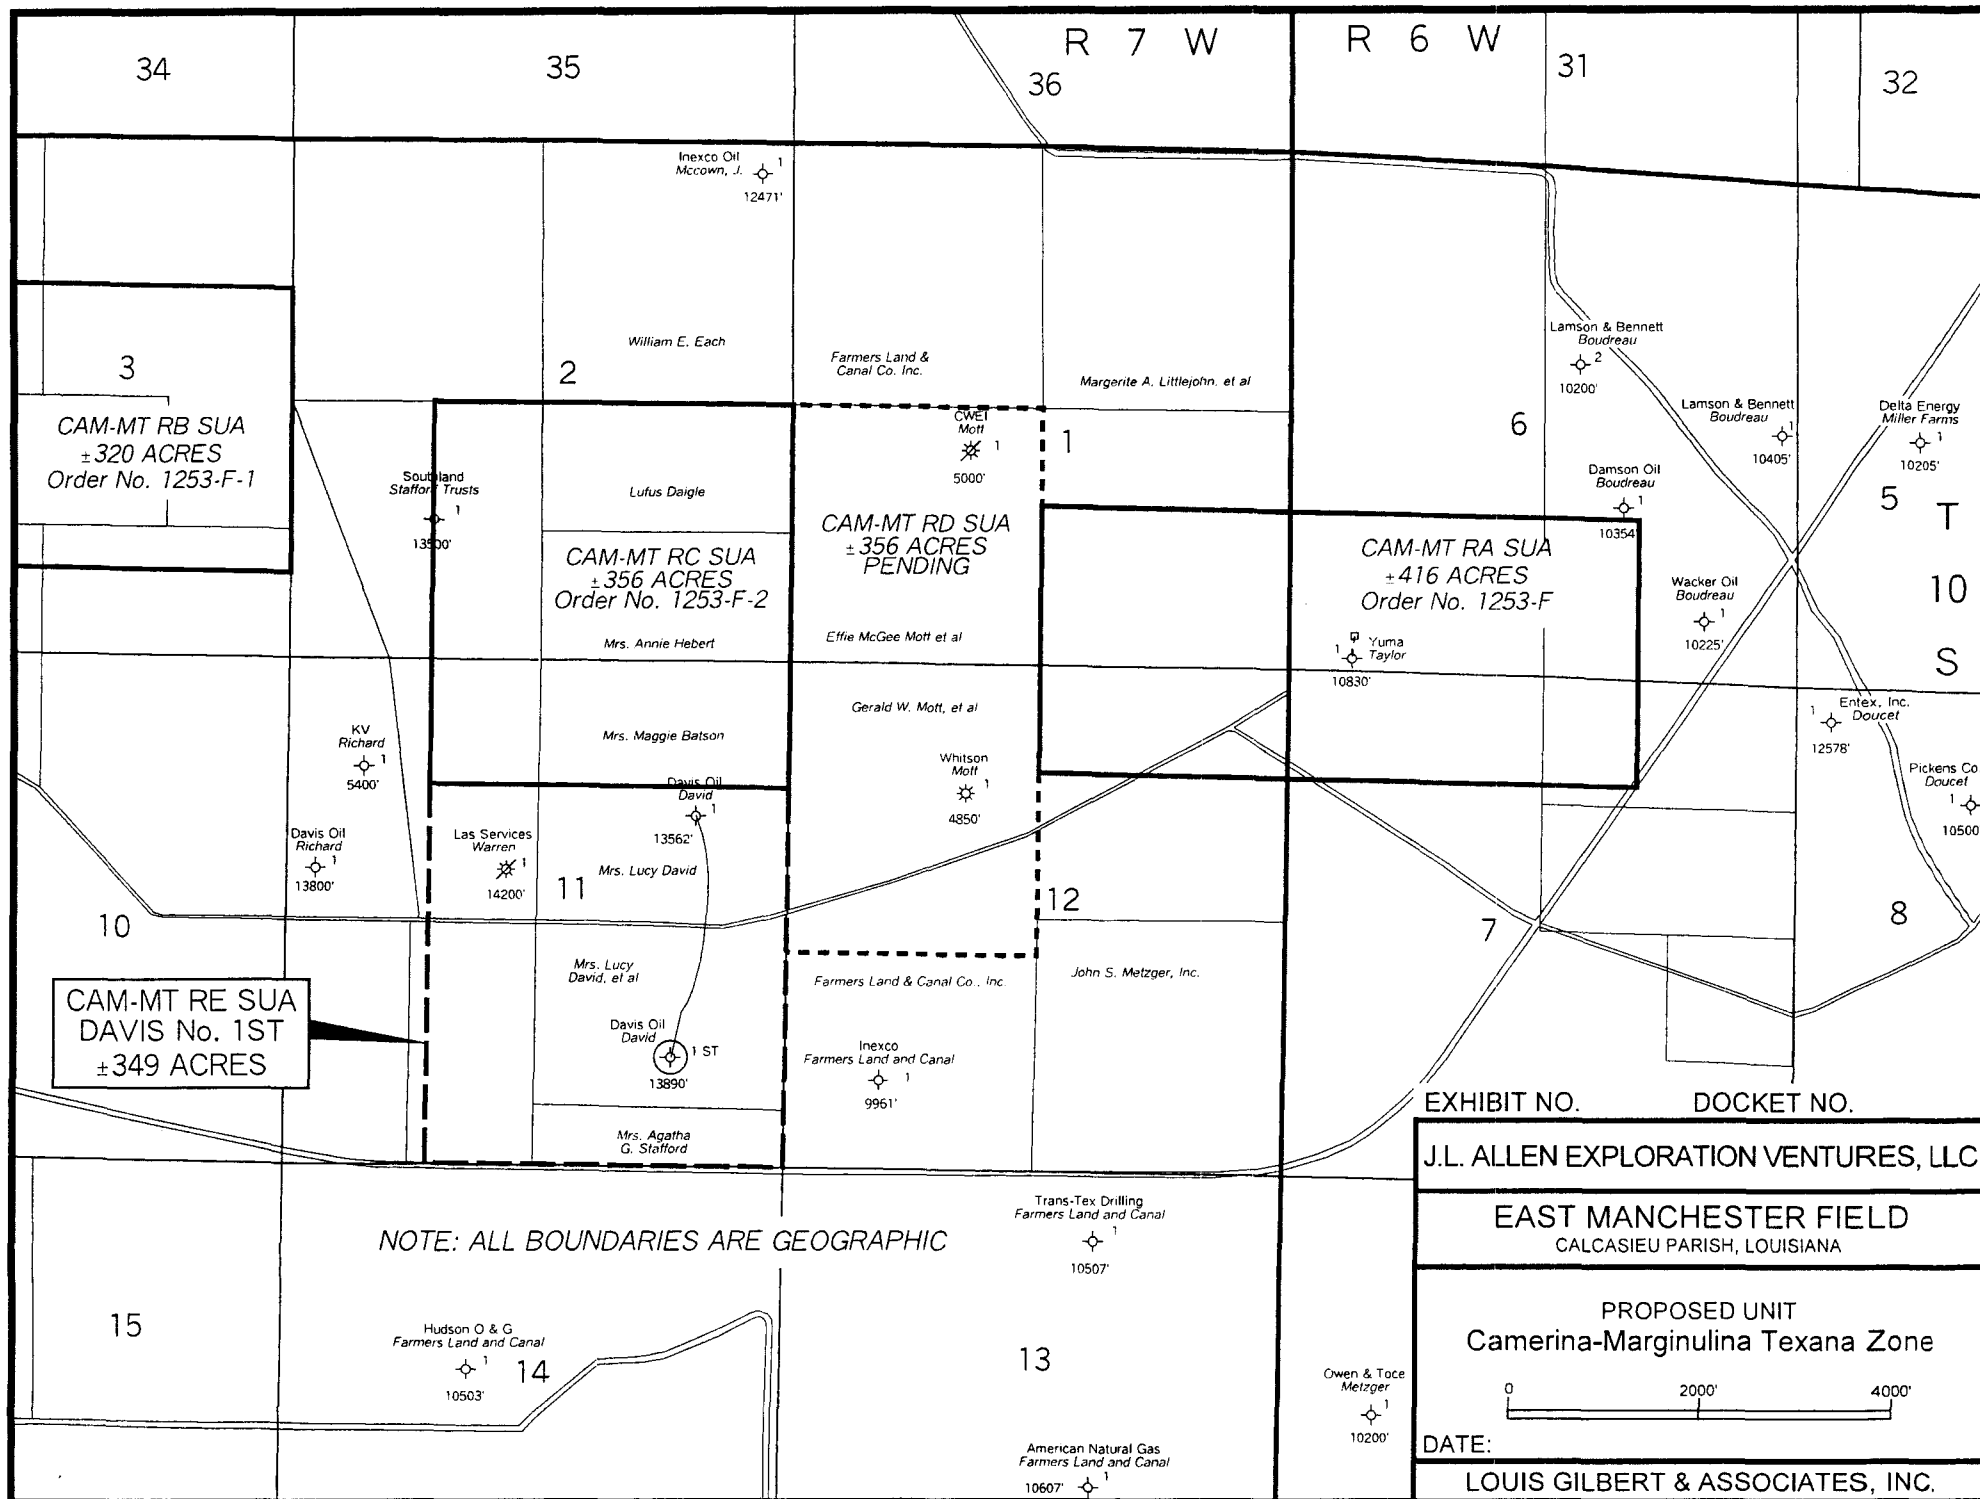 R 7 W
R 6 W
34
35
36
31
32
Inexco Oil
Mccown, J.
1
12471'
William E. Each
Farmers Land &
Canal Co. Inc.
Margerite A. Littlejohn, et al
3
2
1
6
5
T
10
S
Lamson & Bennett
Boudreau
2
10200'
Lamson & Bennett
Boudreau
1
10405'
Delta Energy
Miller Farms
1
10205'
CAM-MT RB SUA
±320 ACRES
Order No. 1253-F-1
Southland
Stafford Trusts
1
13500'
Lufus Daigle
CAM-MT RC SUA
±356 ACRES
Order No. 1253-F-2
Mrs. Annie Hebert
CWEI
Mott
1
5000'
CAM-MT RD SUA
±356 ACRES
PENDING
Effie McGee Mott et al
Damson Oil
Boudreau
1
10354'
CAM-MT RA SUA
±416 ACRES
Order No. 1253-F
Wacker Oil
Boudreau
1
10225'
1
Yuma
Taylor
10830'
KV
Richard
1
5400'
Mrs. Maggie Batson
Gerald W. Mott, et al
Entex, Inc.
Doucet
1
12578'
Davis Oil
David
1
13562'
Whitson
Mott
1
4850'
Pickens Co
Doucet
1
10500
Davis Oil
Richard
1
13800'
Las Services
Warren
1
14200'
Mrs. Lucy David
10
11
12
7
8
CAM-MT RE SUA
DAVIS No. 1ST
±349 ACRES
Mrs. Lucy
David, et al
Farmers Land & Canal Co., Inc.
John S. Metzger, Inc.
Davis Oil
David
1 ST
13890'
Inexco
Farmers Land and Canal
1
9961'
Mrs. Agatha
G. Stafford
EXHIBIT NO. DOCKET NO.
J.L. ALLEN EXPLORATION VENTURES, LLC
EAST MANCHESTER FIELD
CALCASIEU PARISH, LOUISIANA
PROPOSED UNIT
Camerina-Marginulina Texana Zone
0 2000' 4000'
DATE:
LOUIS GILBERT & ASSOCIATES, INC.
NOTE: ALL BOUNDARIES ARE GEOGRAPHIC
Trans-Tex Drilling
Farmers Land and Canal
1
10507'
15
14
13
Hudson O & G
Farmers Land and Canal
1
10503'
Owen & Toce
Metzger
1
10200'
American Natural Gas
Farmers Land and Canal
1
10607'